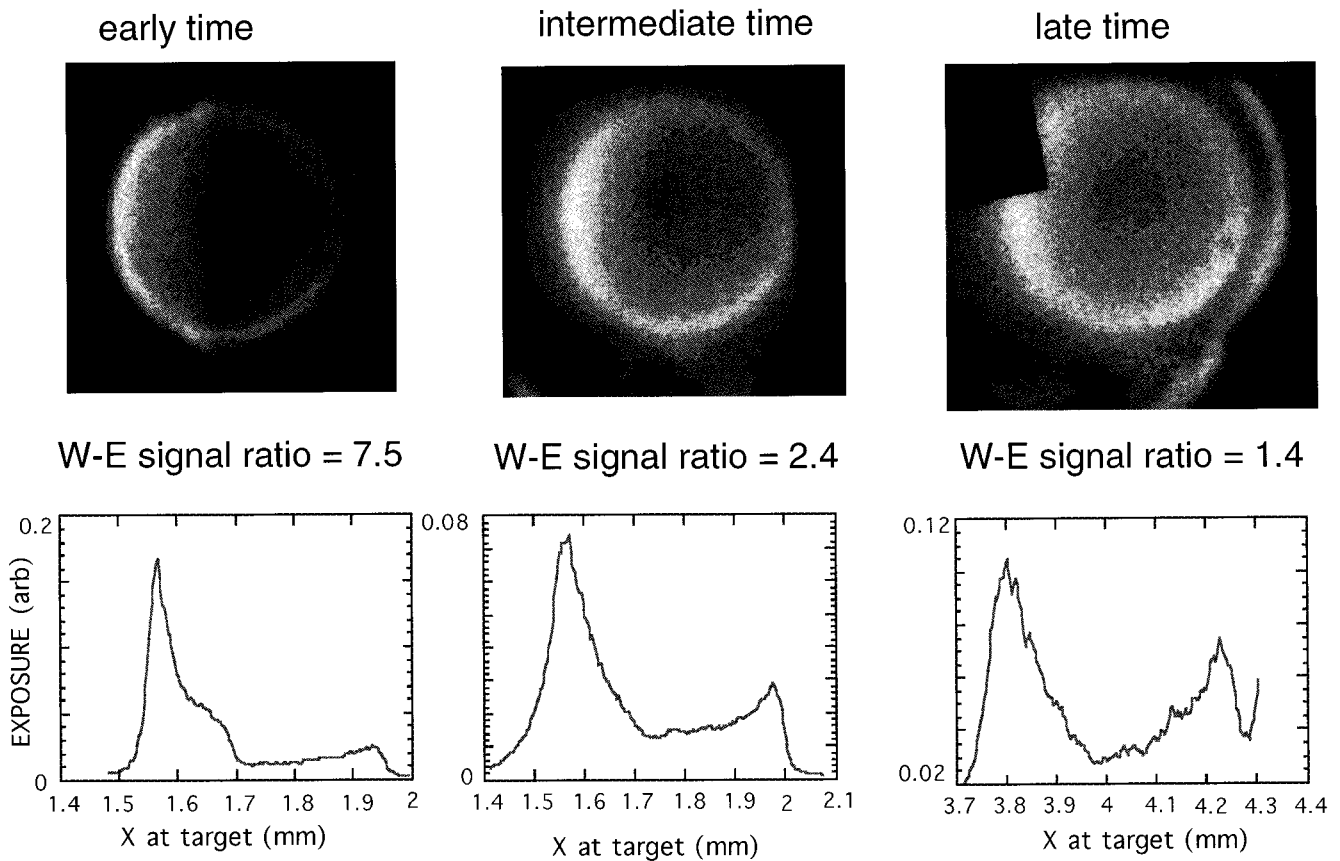 early time
intermediate time
late time
W-E signal ratio = 7.5
W-E signal ratio = 2.4
W-E signal ratio = 1.4
EXPOSURE (arb)
0.2
0
1.4 1.5 1.6 1.7 1.8 1.9 2
X at target (mm)
0.08
0
1.4 1.5 1.6 1.7 1.8 1.9 2 2.1
X at target (mm)
0.12
0.02
3.7 3.8 3.9 4 4.1 4.2 4.3 4.4
X at target (mm)